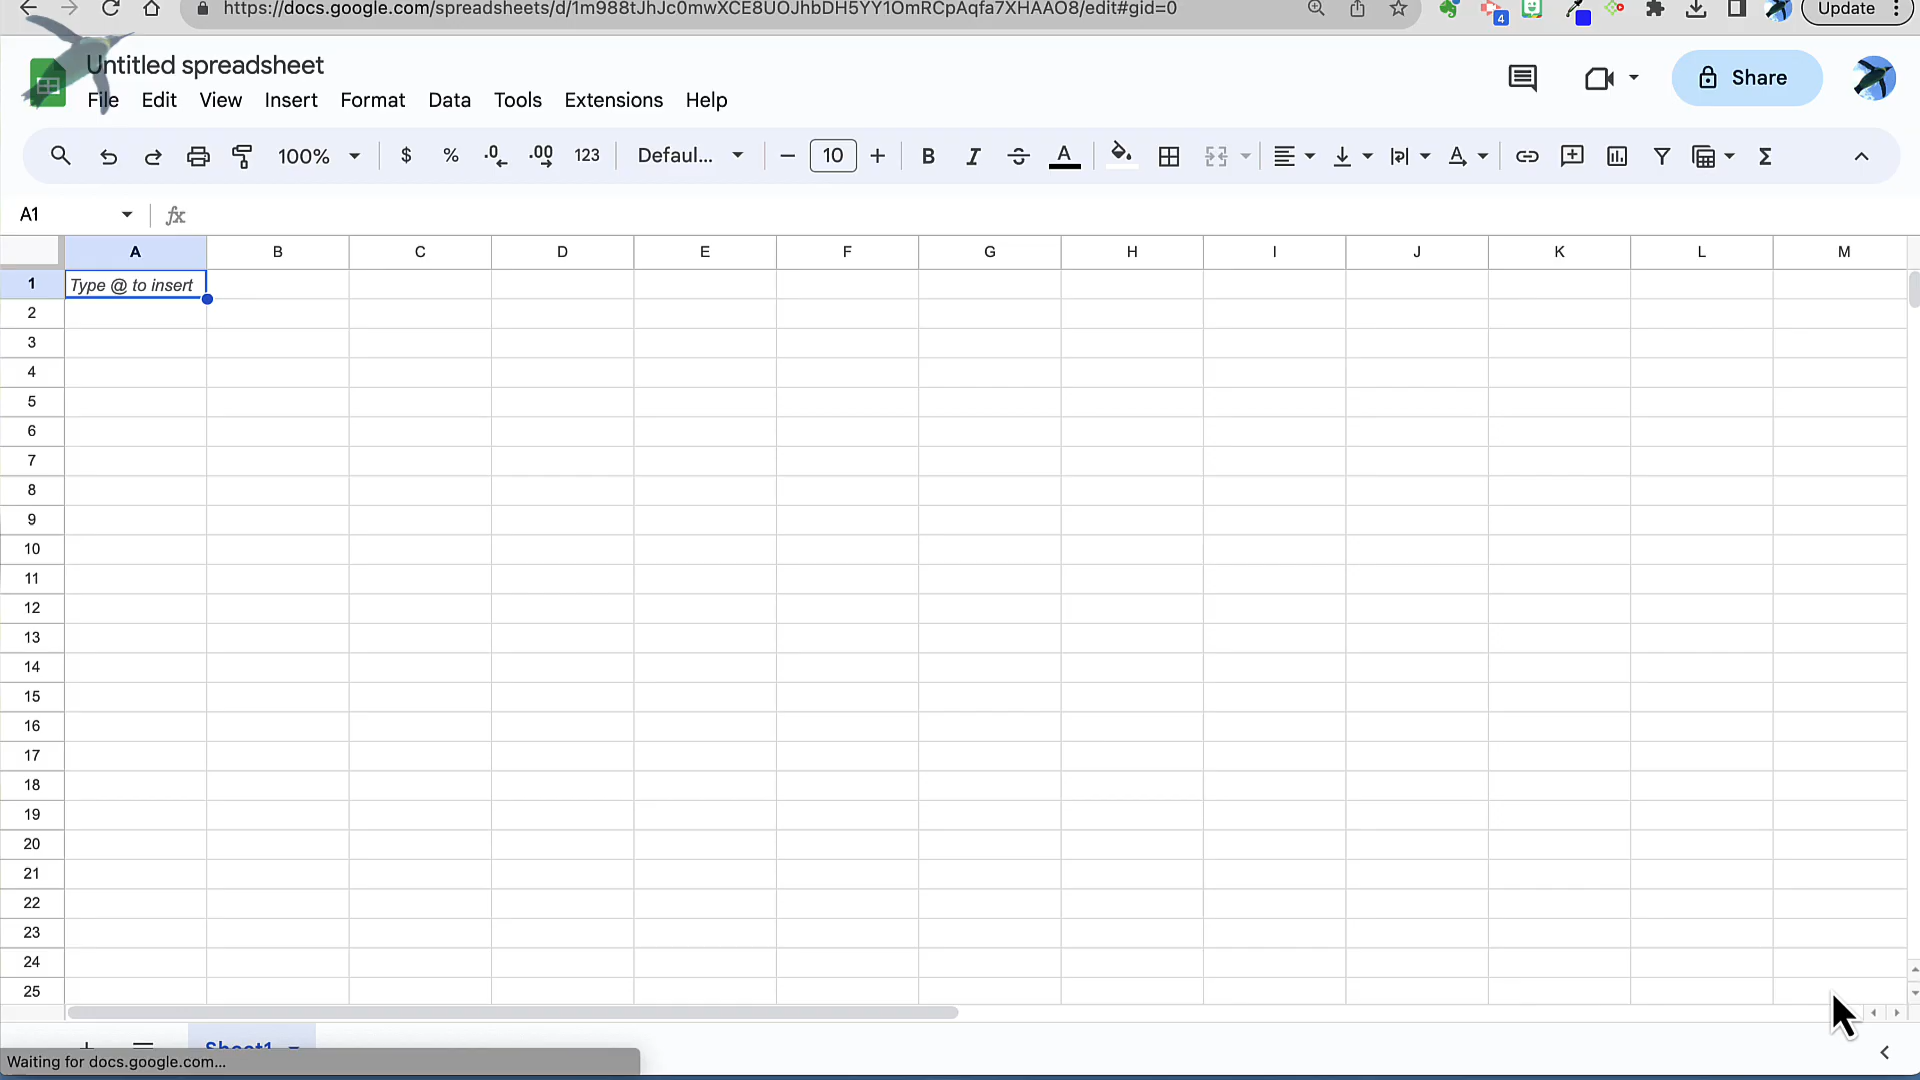 https://docs.google.com/spreadsheets/d/1m988tJhJc0mwXCE8UOJhbDH5YY1OmRCpAqfa7XHAAO8/edit#gid=0
4
Update
Untitled spreadsheet
File Edit View Insert Format Data Tools Extensions Help
Share
100% $ % .0 .00 123 Defaul... 10 B I S A Σ
A1 fx
A B C D E F G H I J K L M
1 Type @ to insert
2
3
4
5
6
7
8
9
10
11
12
13
14
15
16
17
18
19
20
21
22
23
24
25
Sheet1
Waiting for docs.google.com...